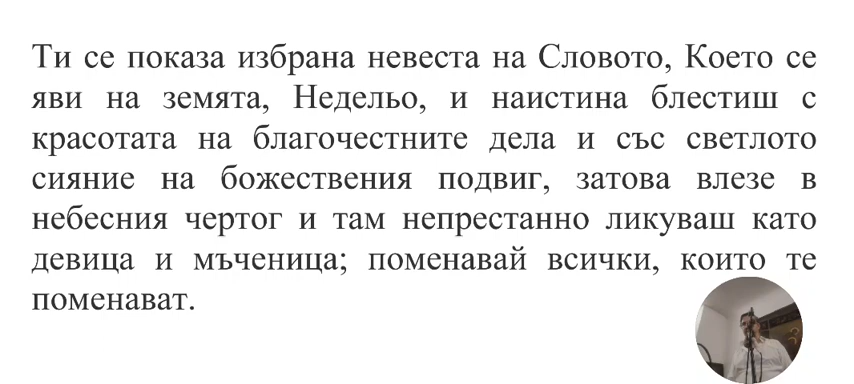 Ти се показа избрана невеста на Словото, Което се
яви на земята, Недельо, и наистина блестиш с
красотата на благочестните дела и със светлото
сияние на божествения подвиг, затова влезе в
небесния чертог и там непрестанно ликуваш като
девица и мъченица; поменавай всички, които те
поменават.